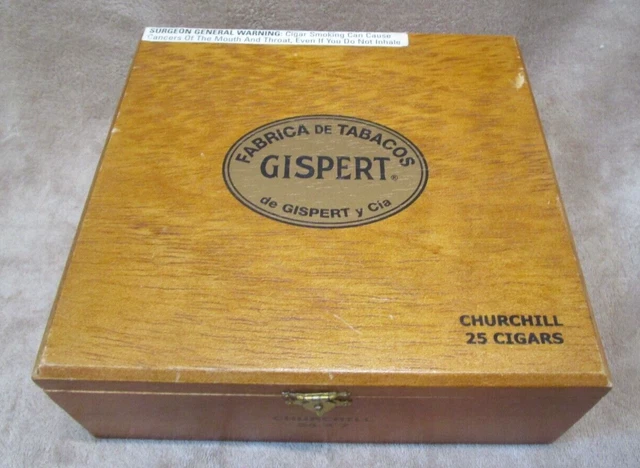 SURGEON GENERAL WARNING: Cigar Smoking Can Cause
Cancers Of The Mouth And Throat, Even If You Do Not Inhale.
FABRICA DE TABACOS
GISPERT®
de GISPERT y Cia
CHURCHILL
25 CIGARS
CHURCHILL